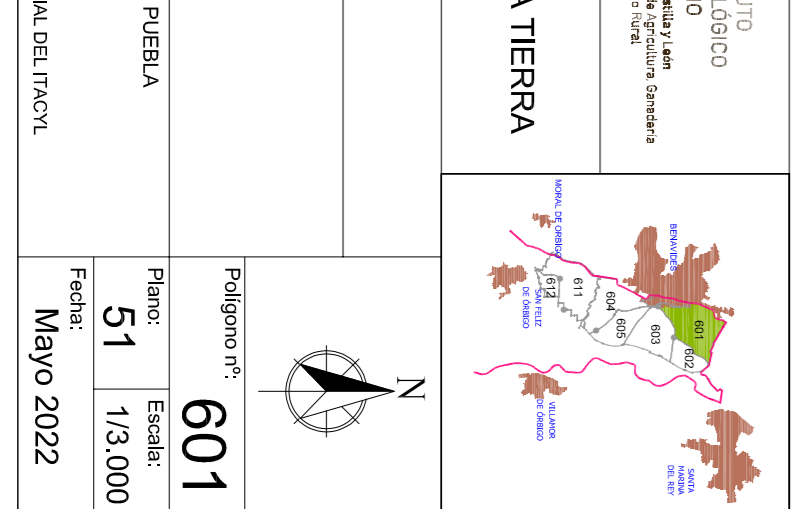 UTO
LÓGICO
stilla y León
de Agricultura, Ganadería
o Rural
A TIERRA
PUEBLA
IAL DEL ITACYL
MORAL DE ORBIGO
BENAVIDES
SAN FELIZ
DE ÓRBIGO
VILLAMOR
DE ÓRBIGO
SANTA
MARINA
DEL REY
601
602
603
604
605
611
612
N
Polígono nº:
601
Plano:
51
Escala:
1/3.000
Fecha:
Mayo 2022